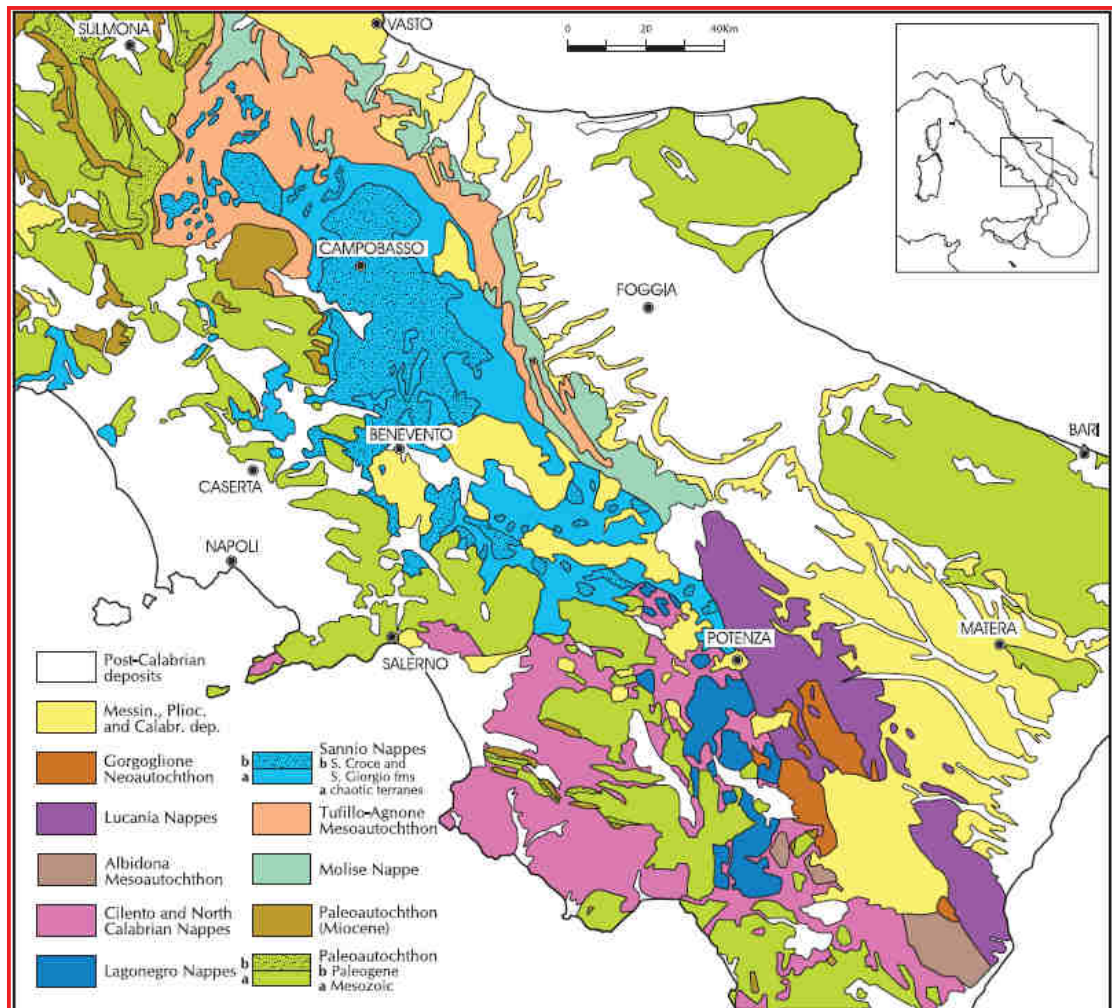 VASTO
SULMONA
0 20 40Km
CAMPOBASSO
FOGGIA
BARI
BENEVENTO
CASERTA
NAPOLI
MATERA
POTENZA
SALERNO
Post-Calabrian
deposits
Messin., Plioc.
and Calabr. dep.
Gorgoglione
Neoautochthon
Lucania Nappes
Albidona
Mesoautochthon
Cilento and North
Calabrian Nappes
Lagonegro Nappes
b
a
Sannio Nappes
b S. Croce and
S. Giorgio fms
a chaotic terranes
Tufillo-Agnone
Mesoautochthon
Molise Nappe
Paleoautochthon
(Miocene)
b
a
Paleoautochthon
b Paleogene
a Mesozoic